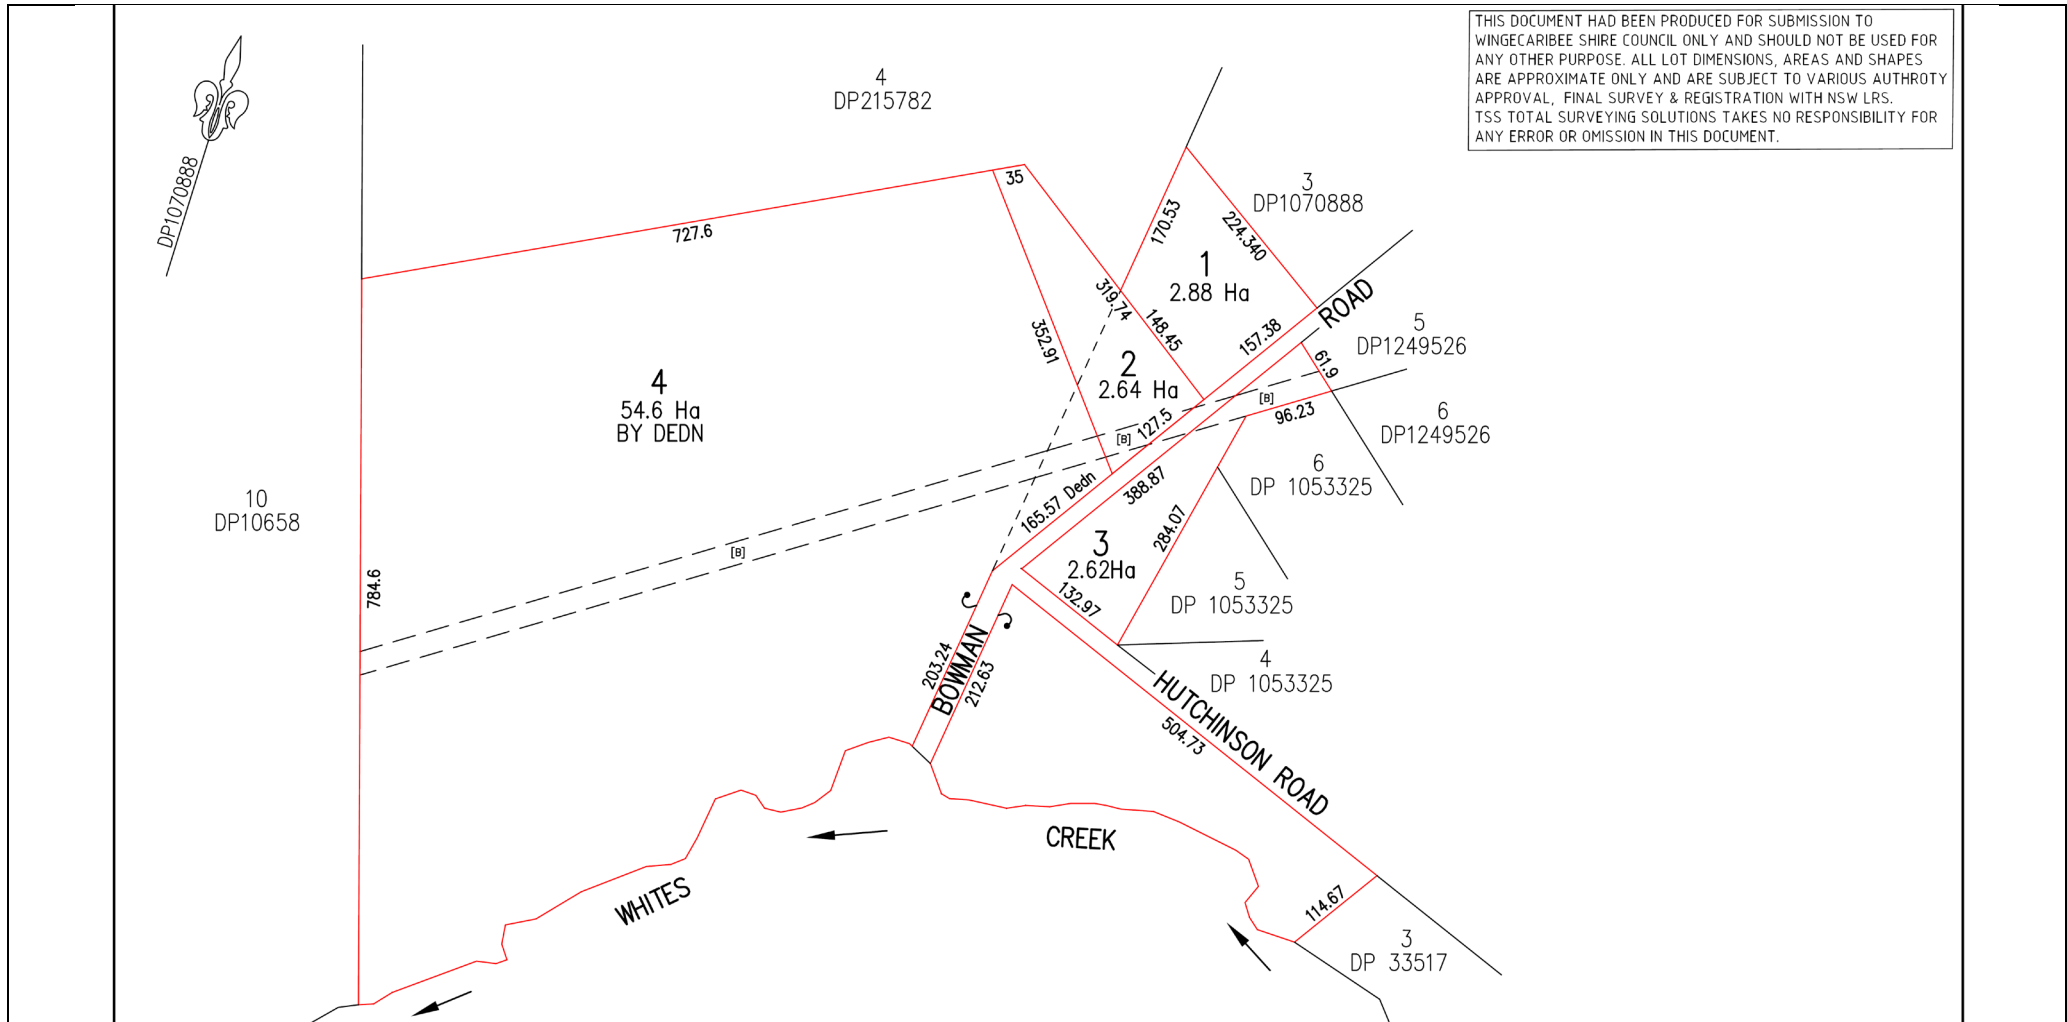 THIS DOCUMENT HAD BEEN PRODUCED FOR SUBMISSION TO
WINGECARIBEE SHIRE COUNCIL ONLY AND SHOULD NOT BE USED FOR
ANY OTHER PURPOSE. ALL LOT DIMENSIONS, AREAS AND SHAPES
ARE APPROXIMATE ONLY AND ARE SUBJECT TO VARIOUS AUTHROTY
APPROVAL, FINAL SURVEY & REGISTRATION WITH NSW LRS.
TSS TOTAL SURVEYING SOLUTIONS TAKES NO RESPONSIBILITY FOR
ANY ERROR OR OMISSION IN THIS DOCUMENT.
DP1070888
4
DP215782
35
727.6
170.53
3
DP1070888
224.340
1
2.88 Ha
319.74
148.45
157.38
ROAD
352.91
2
2.64 Ha
5
DP1249526
61.9
4
54.6 Ha
BY DEDN
[B]
96.23
127.5
[B]
6
DP1249526
6
DP 1053325
165.57 Dedn
388.87
10
DP10658
284.07
[B]
3
2.62Ha
132.97
5
DP 1053325
784.6
203.24
BOWMAN
212.63
4
DP 1053325
HUTCHINSON ROAD
504.73
CREEK
WHITES
114.67
3
DP 33517